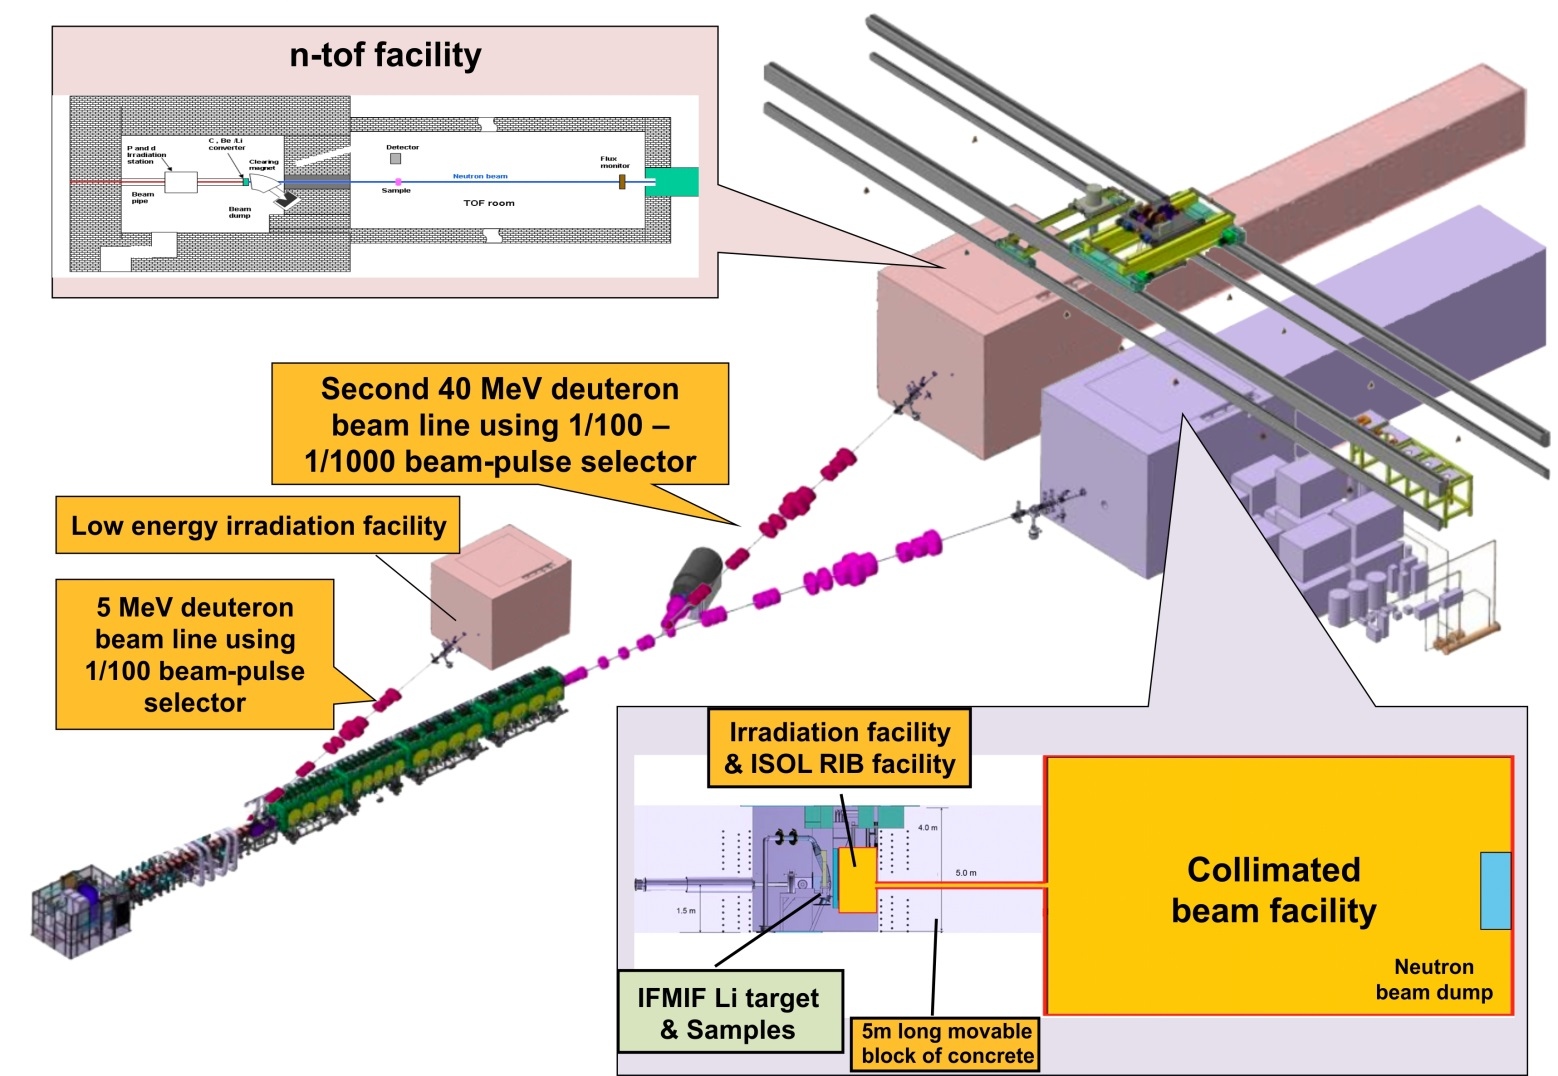 n-tof facility
P and d
Irradiation
station
C , Be /Li
converter
Clearing
magnet
Detector
Flux
monitor
Beam
pipe
Beam
dump
Sample
Neutron beam
TOF room
Second 40 MeV deuteron
beam line using 1/100 –
1/1000 beam-pulse selector
Low energy irradiation facility
5 MeV deuteron
beam line using
1/100 beam-pulse
selector
Irradiation facility
& ISOL RIB facility
4.0 m
5.0 m
1.5 m
Collimated
beam facility
Neutron
beam dump
IFMIF Li target
& Samples
5m long movable
block of concrete